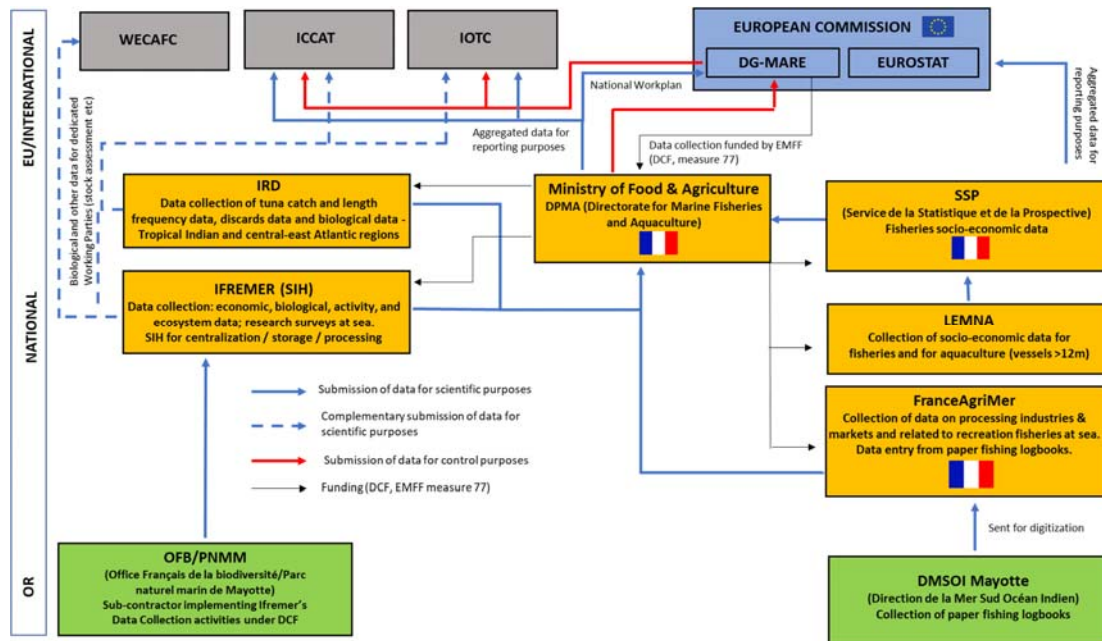 EU/INTERNATIONAL
WECAFC
ICCAT
IOTC
EUROPEAN COMMISSION
DG-MARE
EUROSTAT
National Workplan
Aggregated data for
reporting purposes
Aggregated data for
reporting purposes
Data collection funded by EMFF
(DCF, measure 77)
Biological and other data for dedicated
Working Parties (stock assessment etc)
NATIONAL
IRD
Data collection of tuna catch and length
frequency data, discards data and biological data -
Tropical Indian and central-east Atlantic regions
Ministry of Food & Agriculture
DPMA (Directorate for Marine Fisheries
and Aquaculture)
SSP
(Service de la Statistique et de la Prospective)
Fisheries socio-economic data
IFREMER (SIH)
Data collection: economic, biological, activity, and
ecosystem data; research surveys at sea.
SIH for centralization / storage / processing
LEMNA
Collection of socio-economic data for
fisheries and for aquaculture (vessels >12m)
FranceAgriMer
Collection of data on processing industries &
markets and related to recreation fisheries at sea.
Data entry from paper fishing logbooks.
Submission of data for scientific purposes
Complementary submission of data for
scientific purposes
Submission of data for control purposes
Funding (DCF, EMFF measure 77)
Sent for digitization
OR
OFB/PNMM
(Office Français de la biodiversité/Parc
naturel marin de Mayotte)
Sub-contractor implementing Ifremer's
Data Collection activities under DCF
DMSOI Mayotte
(Direction de la Mer Sud Océan Indien)
Collection of paper fishing logbooks